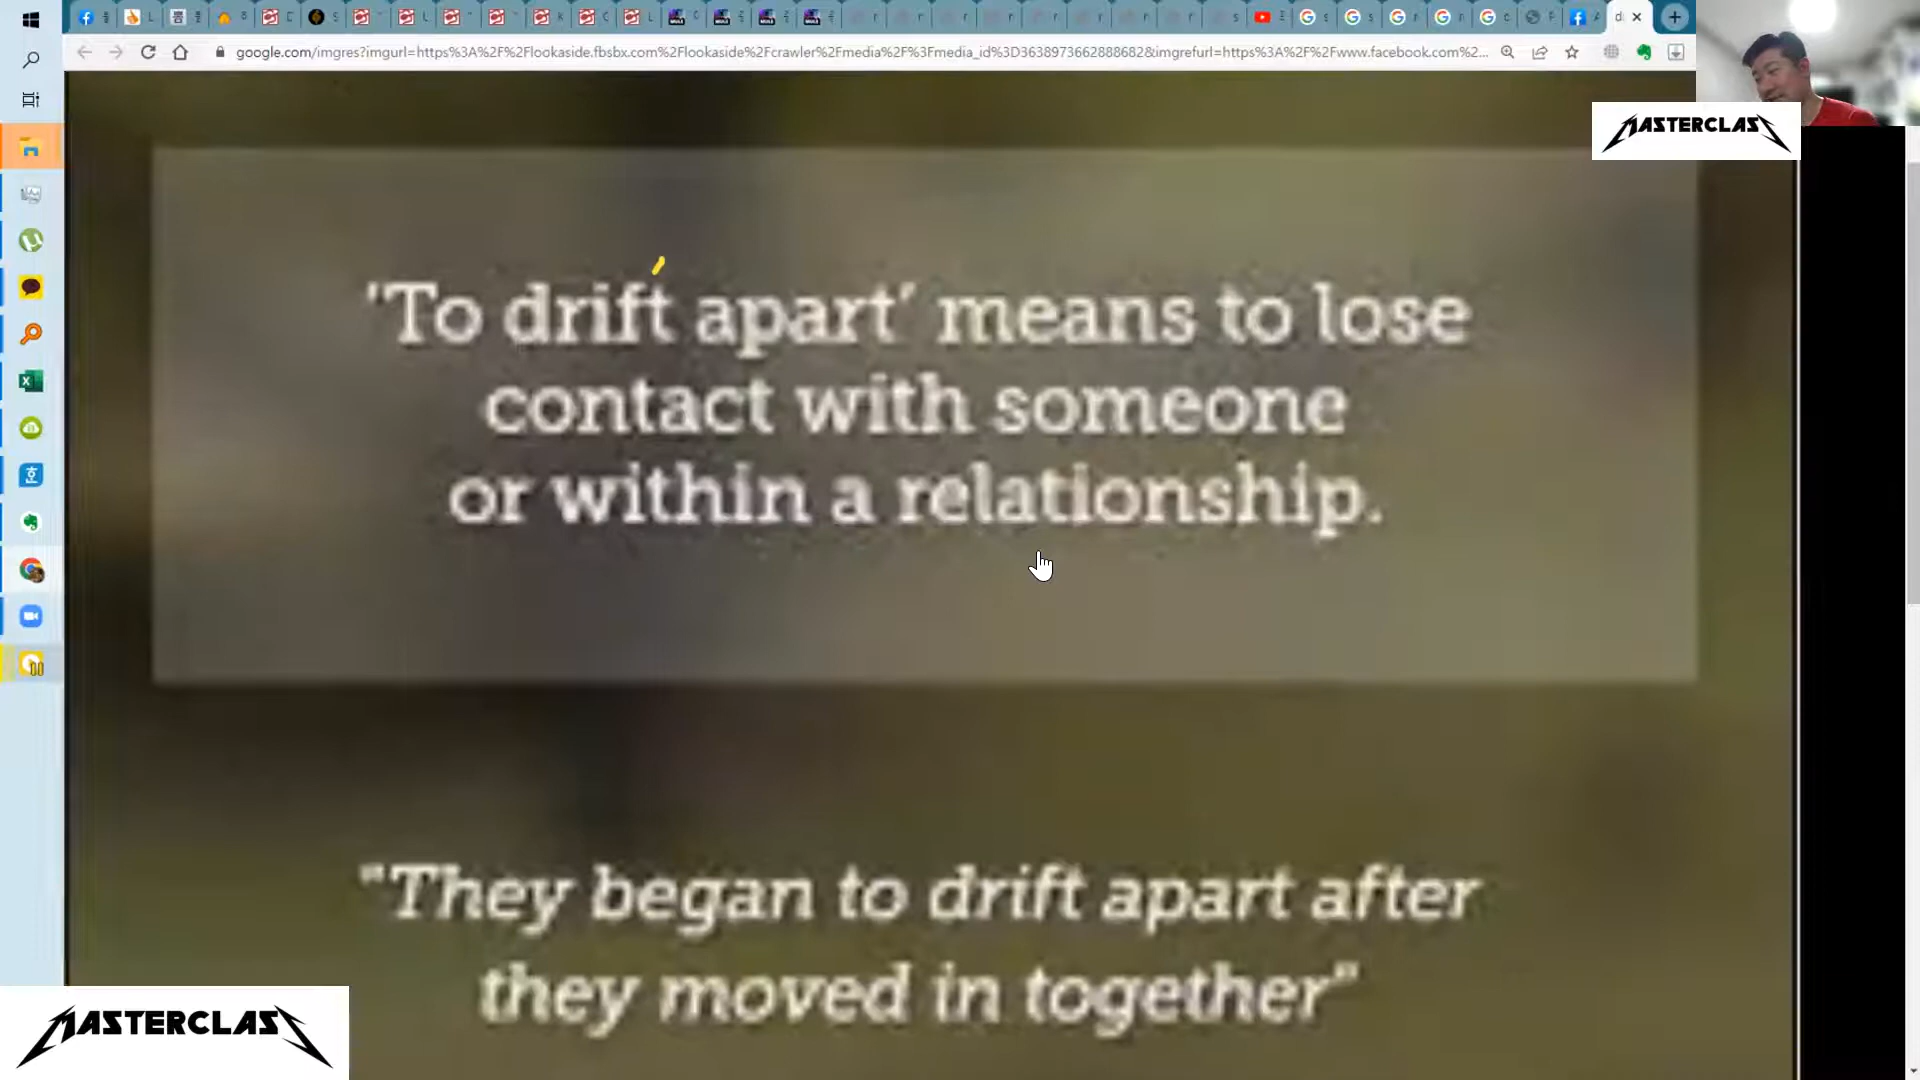 google.com/imgres?imgurl=https%3A%2F%2Flookaside.fbsbx.com%2Flookaside%2Fcrawler%2Fmedia%2F%3Fmedia_id%3D3638973662888682&imgrefurl=https%3A%2F%2Fwww.facebook.com%2...
MASTERCLASS
'To drift apart' means to lose
contact with someone
or within a relationship.
"They began to drift apart after
they moved in together"
MASTERCLASS